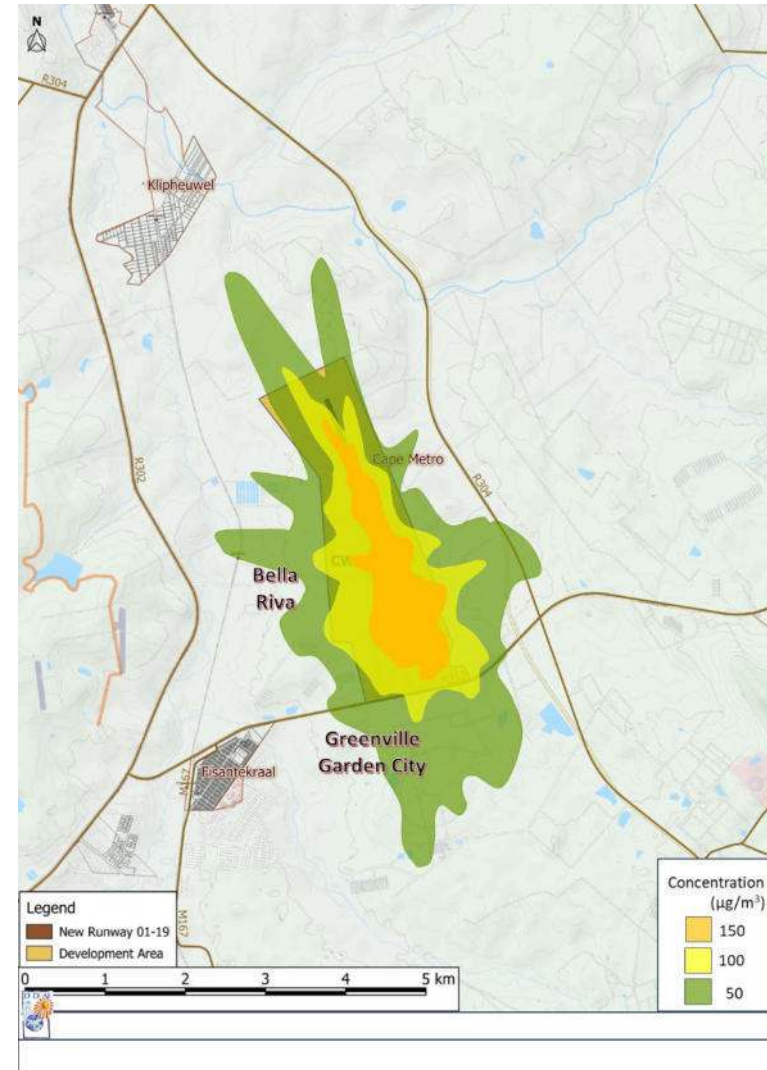 N
R304
Klipheuwel
R302
Cape Metro
R304
Bella
Riva
Greenville
Garden City
Fisantekraal
M167
M167
Legend
New Runway 01-19
Development Area
Concentration
(µg/m³)
150
100
50
0 1 2 3 4 5 km